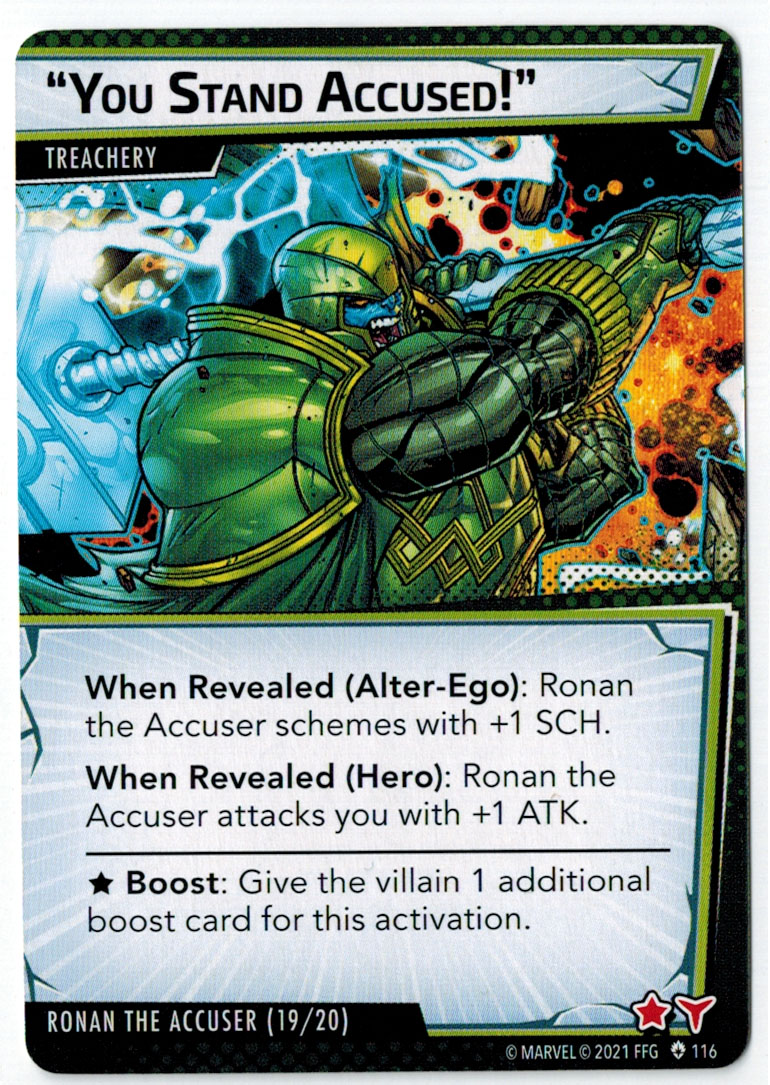 “YOU STAND ACCUSED!”
TREACHERY
When Revealed (Alter-Ego): Ronan
the Accuser schemes with +1 SCH.
When Revealed (Hero): Ronan the
Accuser attacks you with +1 ATK.
★ Boost: Give the villain 1 additional
boost card for this activation.
RONAN THE ACCUSER (19/20)
© MARVEL © 2021 FFG 116